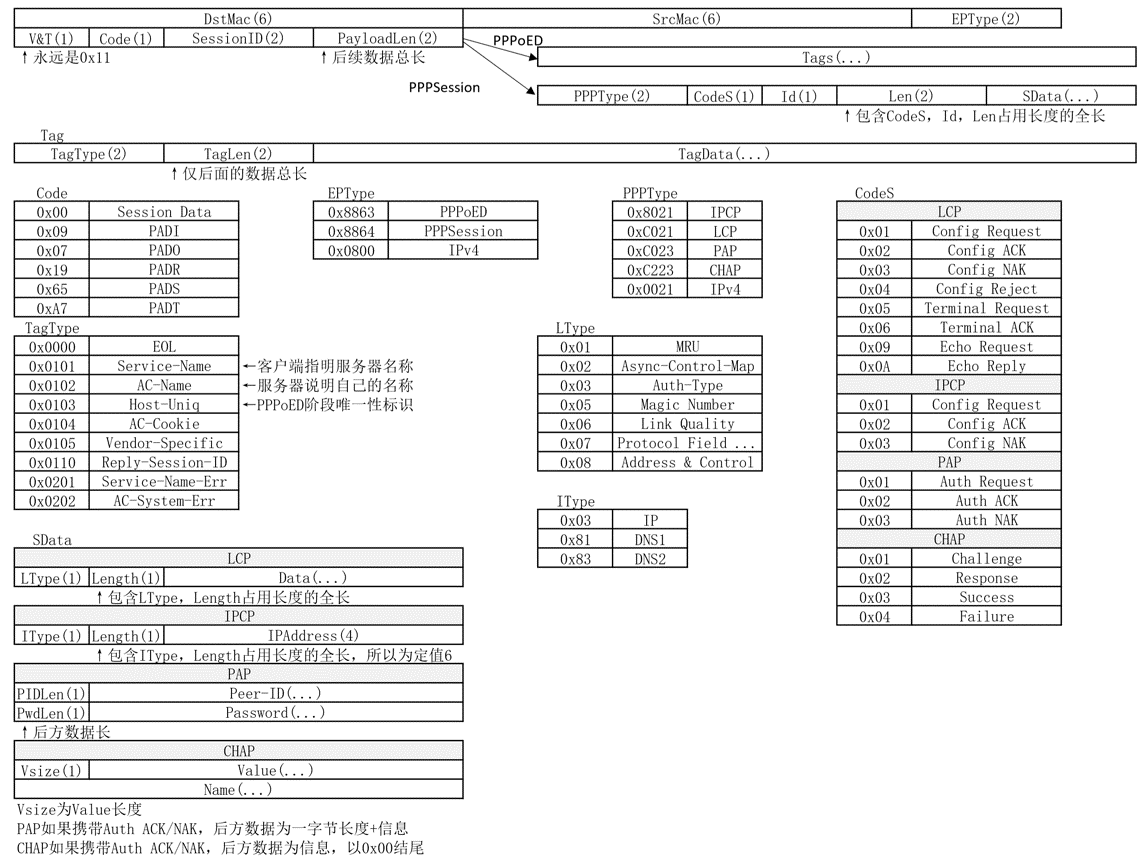 DstMac(6) SrcMac(6) EPType(2)
V&T(1) Code(1) SessionID(2) PayloadLen(2) PPPoED
↑永远是0x11 ↑后续数据总长 Tags(...)
PPPSession
PPPType(2) CodeS(1) Id(1) Len(2) SData(...)
↑包含CodeS，Id，Len占用长度的全长
Tag
TagType(2) TagLen(2) TagData(...)
↑仅后面的数据总长
Code
0x00 Session Data
0x09 PADI
0x07 PADO
0x19 PADR
0x65 PADS
0xA7 PADT
EPType
0x8863 PPPoED
0x8864 PPPSession
0x0800 IPv4
PPPType
0x8021 IPCP
0xC021 LCP
0xC023 PAP
0xC223 CHAP
0x0021 IPv4
CodeS
LCP
0x01 Config Request
0x02 Config ACK
0x03 Config NAK
0x04 Config Reject
0x05 Terminal Request
0x06 Terminal ACK
0x09 Echo Request
0x0A Echo Reply
IPCP
0x01 Config Request
0x02 Config ACK
0x03 Config NAK
PAP
0x01 Auth Request
0x02 Auth ACK
0x03 Auth NAK
CHAP
0x01 Challenge
0x02 Response
0x03 Success
0x04 Failure
TagType
0x0000 EOL
0x0101 Service-Name ←客户端指明服务器名称
0x0102 AC-Name ←服务器说明自己的名称
0x0103 Host-Uniq ←PPPoED阶段唯一性标识
0x0104 AC-Cookie
0x0105 Vendor-Specific
0x0110 Reply-Session-ID
0x0201 Service-Name-Err
0x0202 AC-System-Err
LType
0x01 MRU
0x02 Async-Control-Map
0x03 Auth-Type
0x05 Magic Number
0x06 Link Quality
0x07 Protocol Field ...
0x08 Address & Control
IType
0x03 IP
0x81 DNS1
0x83 DNS2
SData
LCP
LType(1) Length(1) Data(...)
↑包含LType，Length占用长度的全长
IPCP
IType(1) Length(1) IPAddress(4)
↑包含IType，Length占用长度的全长，所以为定值6
PAP
PIDLen(1) Peer-ID(...)
PwdLen(1) Password(...)
↑后方数据长
CHAP
Vsize(1) Value(...)
Name(...)
Vsize为Value长度
PAP如果携带Auth ACK/NAK，后方数据为一字节长度+信息
CHAP如果携带Auth ACK/NAK，后方数据为信息，以0x00结尾